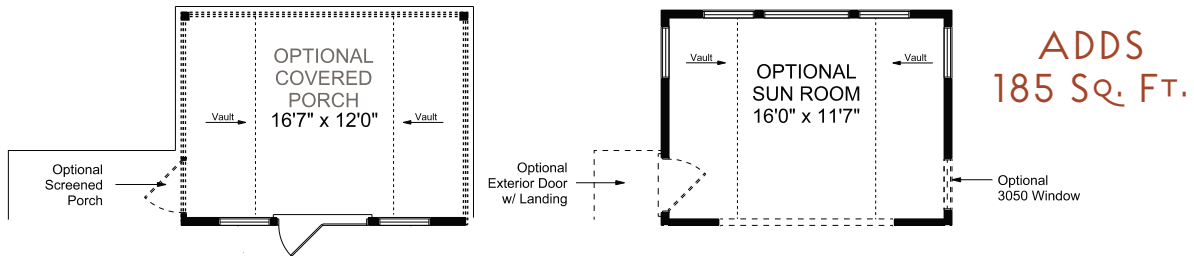 OPTIONAL
COVERED
PORCH
16'7" x 12'0"
Vault
Vault
Optional
Screened
Porch
OPTIONAL
SUN ROOM
16'0" x 11'7"
Vault
Vault
Optional
Exterior Door
w/ Landing
Optional
3050 Window
ADDS
185 SQ. FT.